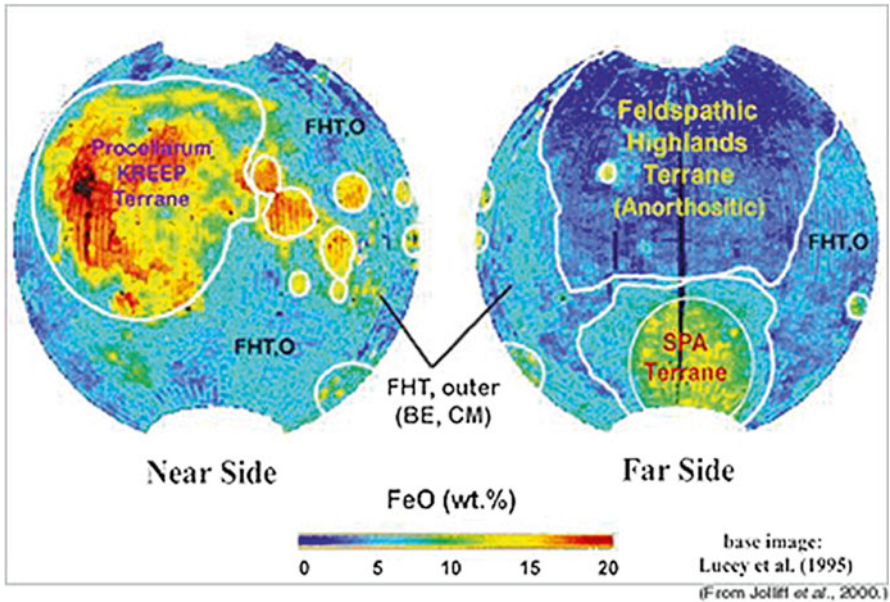 FHT,O
Procellarum
KREEP
Terrane
FHT,O
Feldspathic
Highlands
Terrane
(Anorthositic)
FHT,O
SPA
Terrane
FHT, outer
(BE, CM)
Near Side
Far Side
FeO (wt.%)
0 5 10 15 20
base image:
Lucey et al. (1995)
(From Jolliff et al., 2000.)